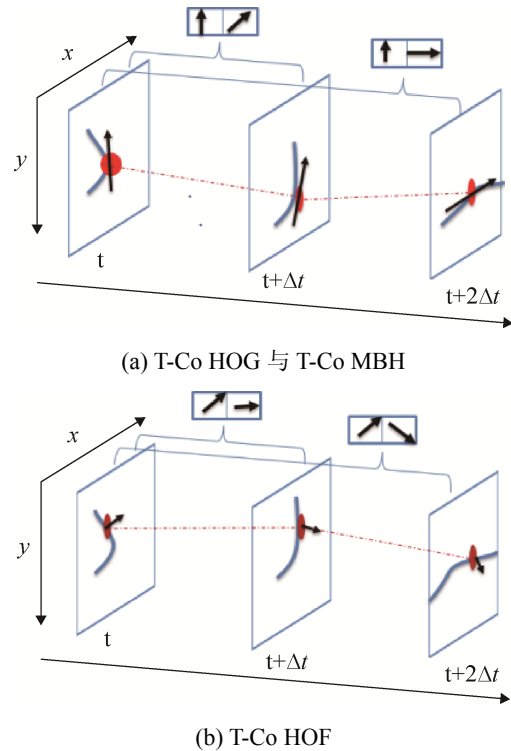 x
y
t
t+Δt
t+2Δt
(a) T-Co HOG 与 T-Co MBH
x
y
t
t+Δt
t+2Δt
(b) T-Co HOF